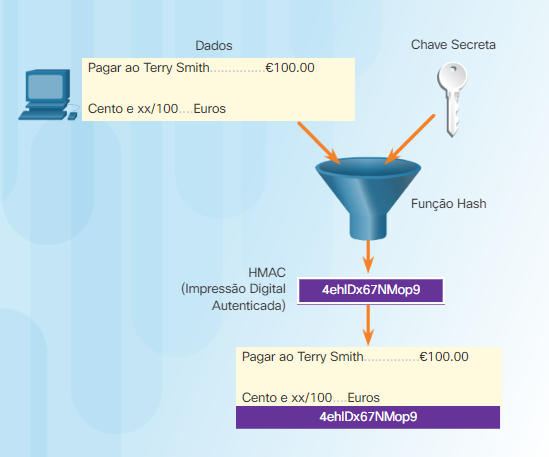 Dados
Chave Secreta
Pagar ao Terry Smith..............€100.00
Cento e xx/100....Euros
Função Hash
HMAC
(Impressão Digital
Autenticada)
4ehIDx67NMop9
Pagar ao Terry Smith..............€100.00
Cento e xx/100....Euros
4ehIDx67NMop9